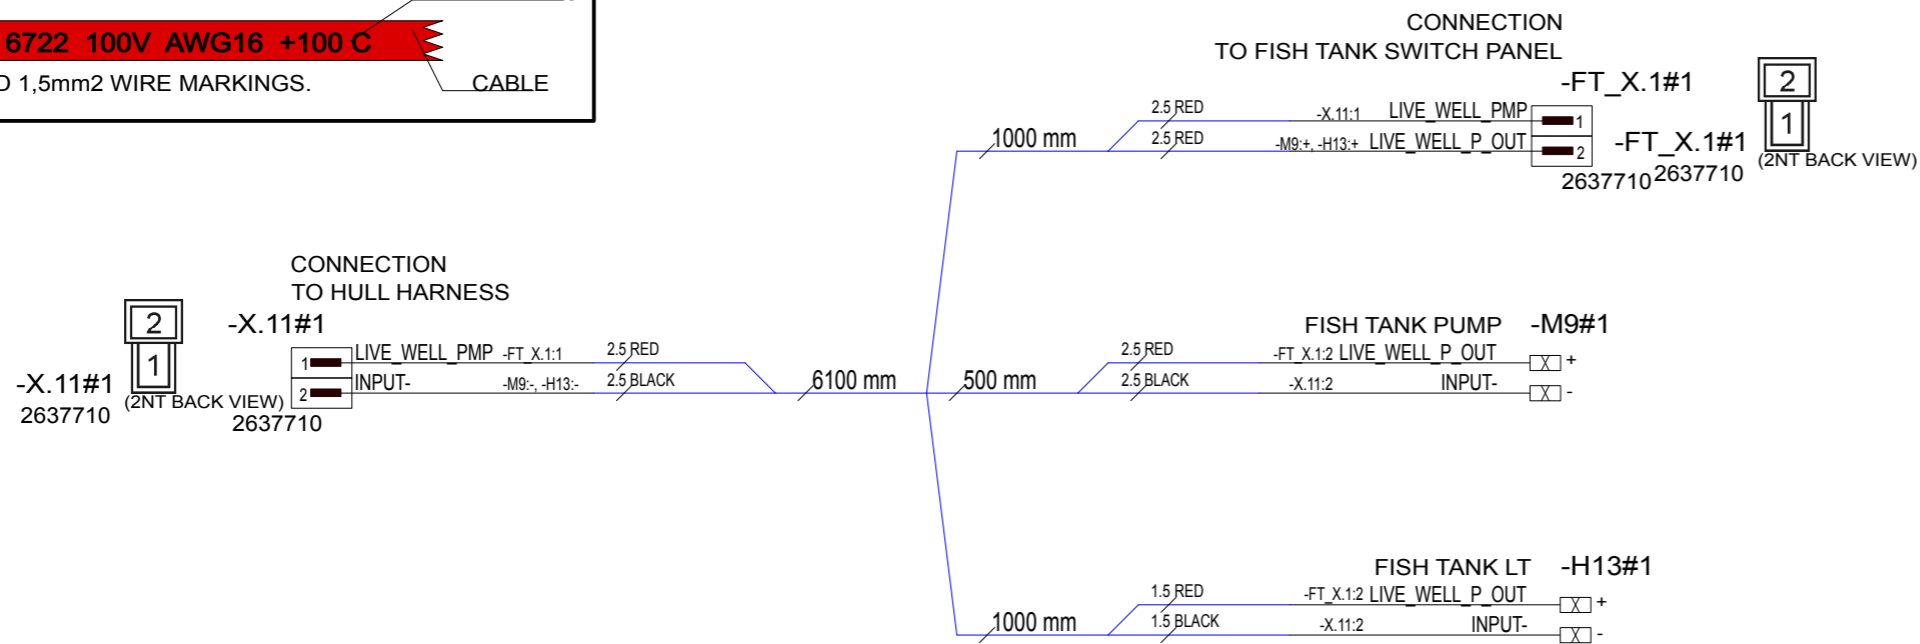 6722 100V AWG16 +100 C
1,5mm2 WIRE MARKINGS.
CABLE
CONNECTION
TO FISH TANK SWITCH PANEL
-FT_X.1#1
2
1
(2NT BACK VIEW)
2.5 RED
-X.11:1
LIVE_WELL_PMP
1
1000 mm
2.5 RED
-M9:+, -H13:+
LIVE_WELL_P_OUT
2
-FT_X.1#1
2637710
2637710
CONNECTION
TO HULL HARNESS
-X.11#1
2
1
-X.11#1
2637710
(2NT BACK VIEW)
1
LIVE_WELL_PMP
-FT_X.1:1
2.5 RED
2
INPUT-
-M9:-, -H13:-
2.5 BLACK
2637710
6100 mm
500 mm
FISH TANK PUMP
-M9#1
2.5 RED
-FT_X.1:2
LIVE_WELL_P_OUT
X
+
2.5 BLACK
-X.11:2
INPUT-
X
-
FISH TANK LT
-H13#1
1000 mm
1.5 RED
-FT_X.1:2
LIVE_WELL_P_OUT
X
+
1.5 BLACK
-X.11:2
INPUT-
X
-